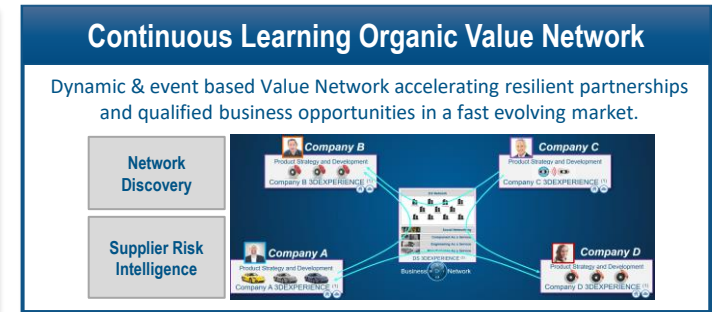 Continuous Learning Organic Value Network
Dynamic & event based Value Network accelerating resilient partnerships
and qualified business opportunities in a fast evolving market.
Network
Discovery
Supplier Risk
Intelligence
Company B
Product Strategy and Development
Company B 3DEXPERIENCE
Company C
Product Strategy and Development
Company C 3DEXPERIENCE
Company A
Product Strategy and Development
Company A 3DEXPERIENCE
Social Networking
DS 3DEXPERIENCE
Business Network
Company D
Product Strategy and Development
Company D 3DEXPERIENCE